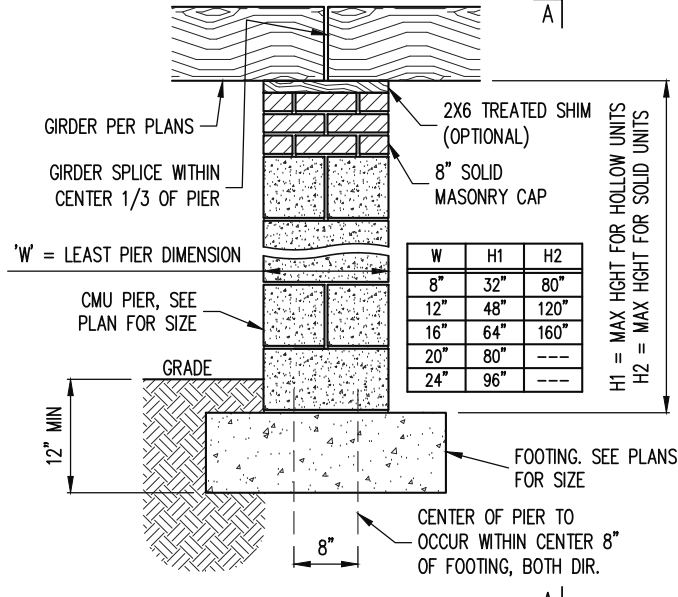 A
GIRDER PER PLANS
GIRDER SPLICE WITHIN
CENTER 1/3 OF PIER
2X6 TREATED SHIM
(OPTIONAL)
8" SOLID
MASONRY CAP
'W' = LEAST PIER DIMENSION
CMU PIER, SEE
PLAN FOR SIZE
W H1 H2
8" 32" 80"
12" 48" 120"
16" 64" 160"
20" 80" ---
24" 96" ---
H1 = MAX HGHT FOR HOLLOW UNITS
H2 = MAX HGHT FOR SOLID UNITS
GRADE
12" MIN
FOOTING. SEE PLANS
FOR SIZE
8"
CENTER OF PIER TO
OCCUR WITHIN CENTER 8"
OF FOOTING, BOTH DIR.
A